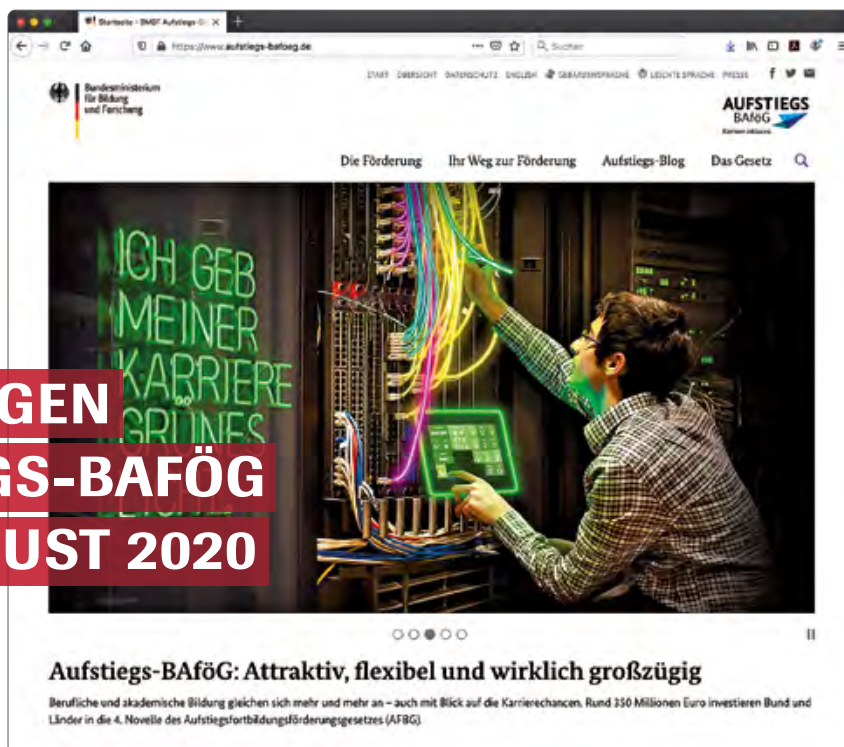 Startseite - BMBF Aufstiegs-
https://www.aufstiegs-bafoeg.de
Suchen
START ÜBERSICHT DATENSCHUTZ ENGLISH GEBÄRDENSPRACHE LEICHTE SPRACHE PRESSE
Bundesministerium
für Bildung
und Forschung
AUFSTIEGS
BAföG
Die Förderung Ihr Weg zur Förderung Aufstiegs-Blog Das Gesetz
ICH GEB
MEINER
KARRIERE
GRÜNES
GEN
GS-BAFÖG
UST 2020
Aufstiegs-BAföG: Attraktiv, flexibel und wirklich großzügig
Berufliche und akademische Bildung gleichen sich mehr und mehr an – auch mit Blick auf die Karrierechancen. Rund 350 Millionen Euro investieren Bund und
Länder in die 4. Novelle des Aufstiegsfortbildungsförderungsgesetzes (AFBG).